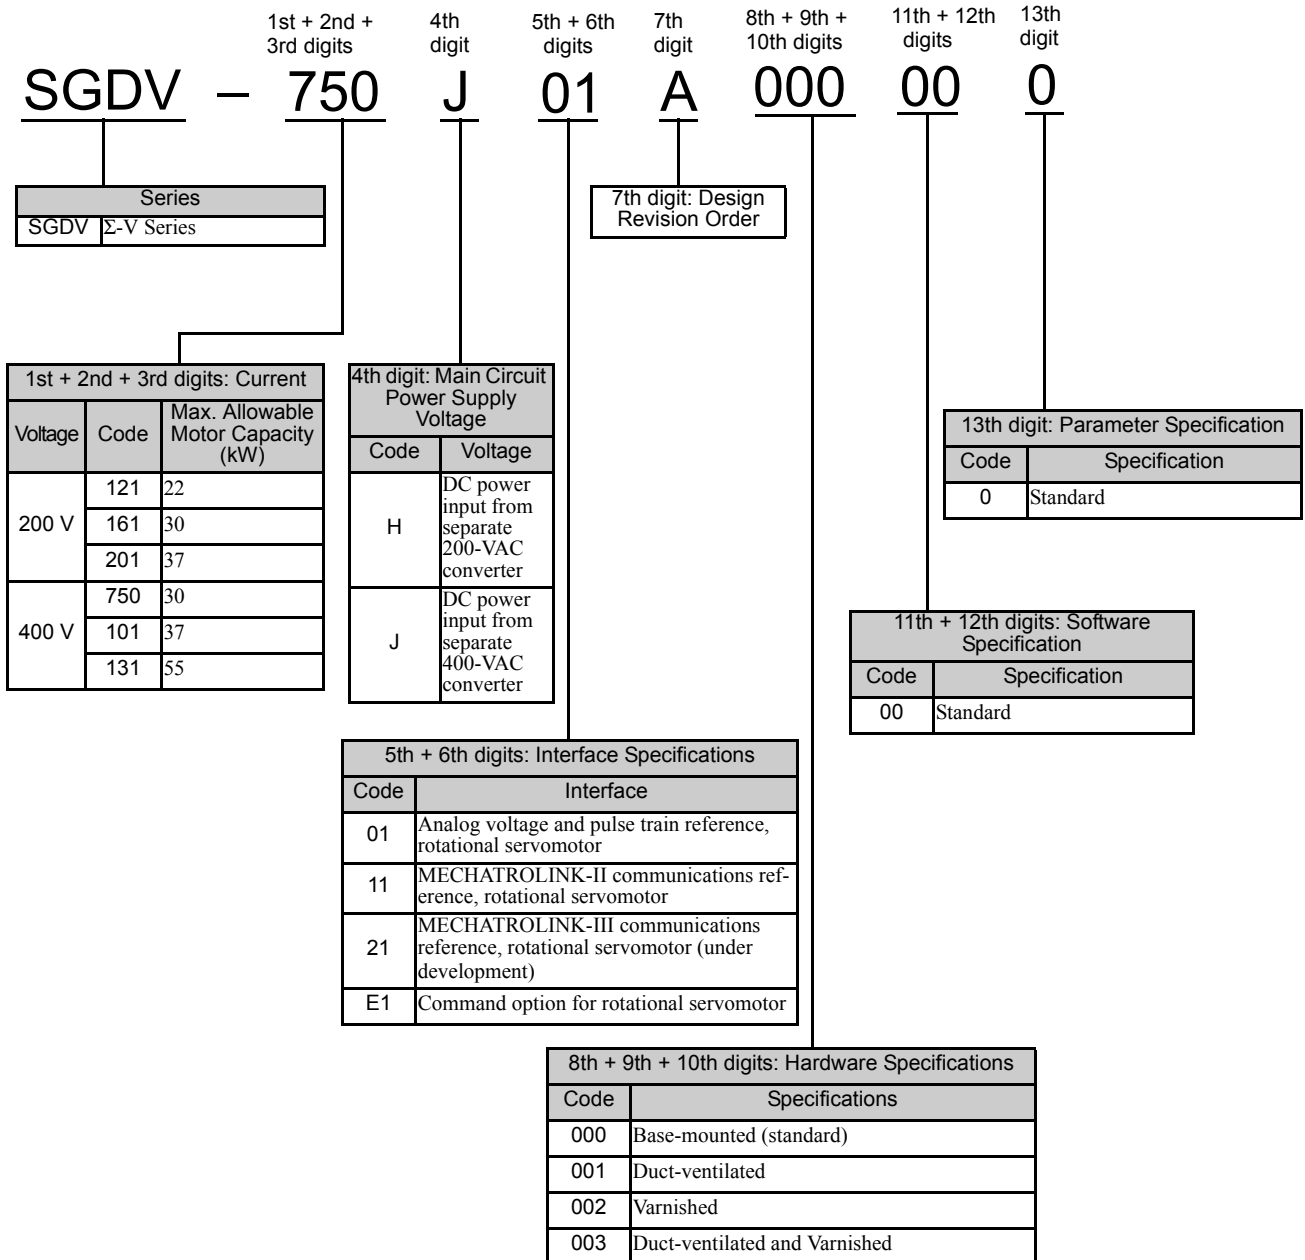 1st + 2nd +
3rd digits
4th
digit
5th + 6th
digits
7th
digit
8th + 9th +
10th digits
11th + 12th
digits
13th
digit
SGDV – 750 J 01 A 000 00 0
Series
SGDV Σ-V Series
7th digit: Design
Revision Order
1st + 2nd + 3rd digits: Current
Voltage Code Max. Allowable
Motor Capacity
(kW)
200 V
121 22
161 30
201 37
400 V
750 30
101 37
131 55
4th digit: Main Circuit
Power Supply
Voltage
Code Voltage
H
DC power
input from
separate
200-VAC
converter
J
DC power
input from
separate
400-VAC
converter
13th digit: Parameter Specification
Code Specification
0 Standard
11th + 12th digits: Software
Specification
Code Specification
00 Standard
5th + 6th digits: Interface Specifications
Code Interface
01
Analog voltage and pulse train reference,
rotational servomotor
11
MECHATROLINK-II communications ref-
erence, rotational servomotor
21
MECHATROLINK-III communications
reference, rotational servomotor (under
development)
E1 Command option for rotational servomotor
8th + 9th + 10th digits: Hardware Specifications
Code Specifications
000 Base-mounted (standard)
001 Duct-ventilated
002 Varnished
003 Duct-ventilated and Varnished